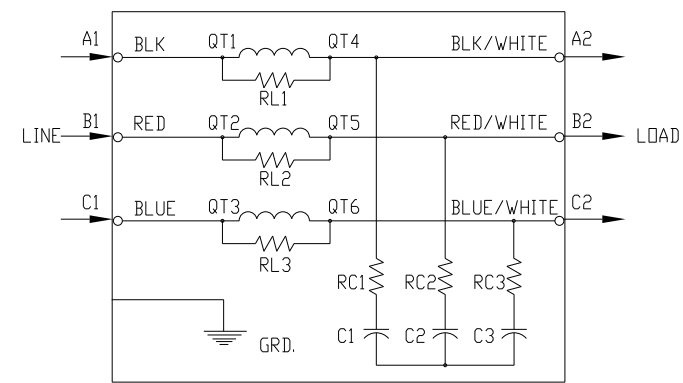 A1 BLK QT1 QT4 BLK/WHITE A2
RL1
LINE B1 RED QT2 QT5 RED/WHITE B2 LOAD
RL2
C1 BLUE QT3 QT6 BLUE/WHITE C2
RL3
RC1 RC2 RC3
C1 C2 C3
GRD.